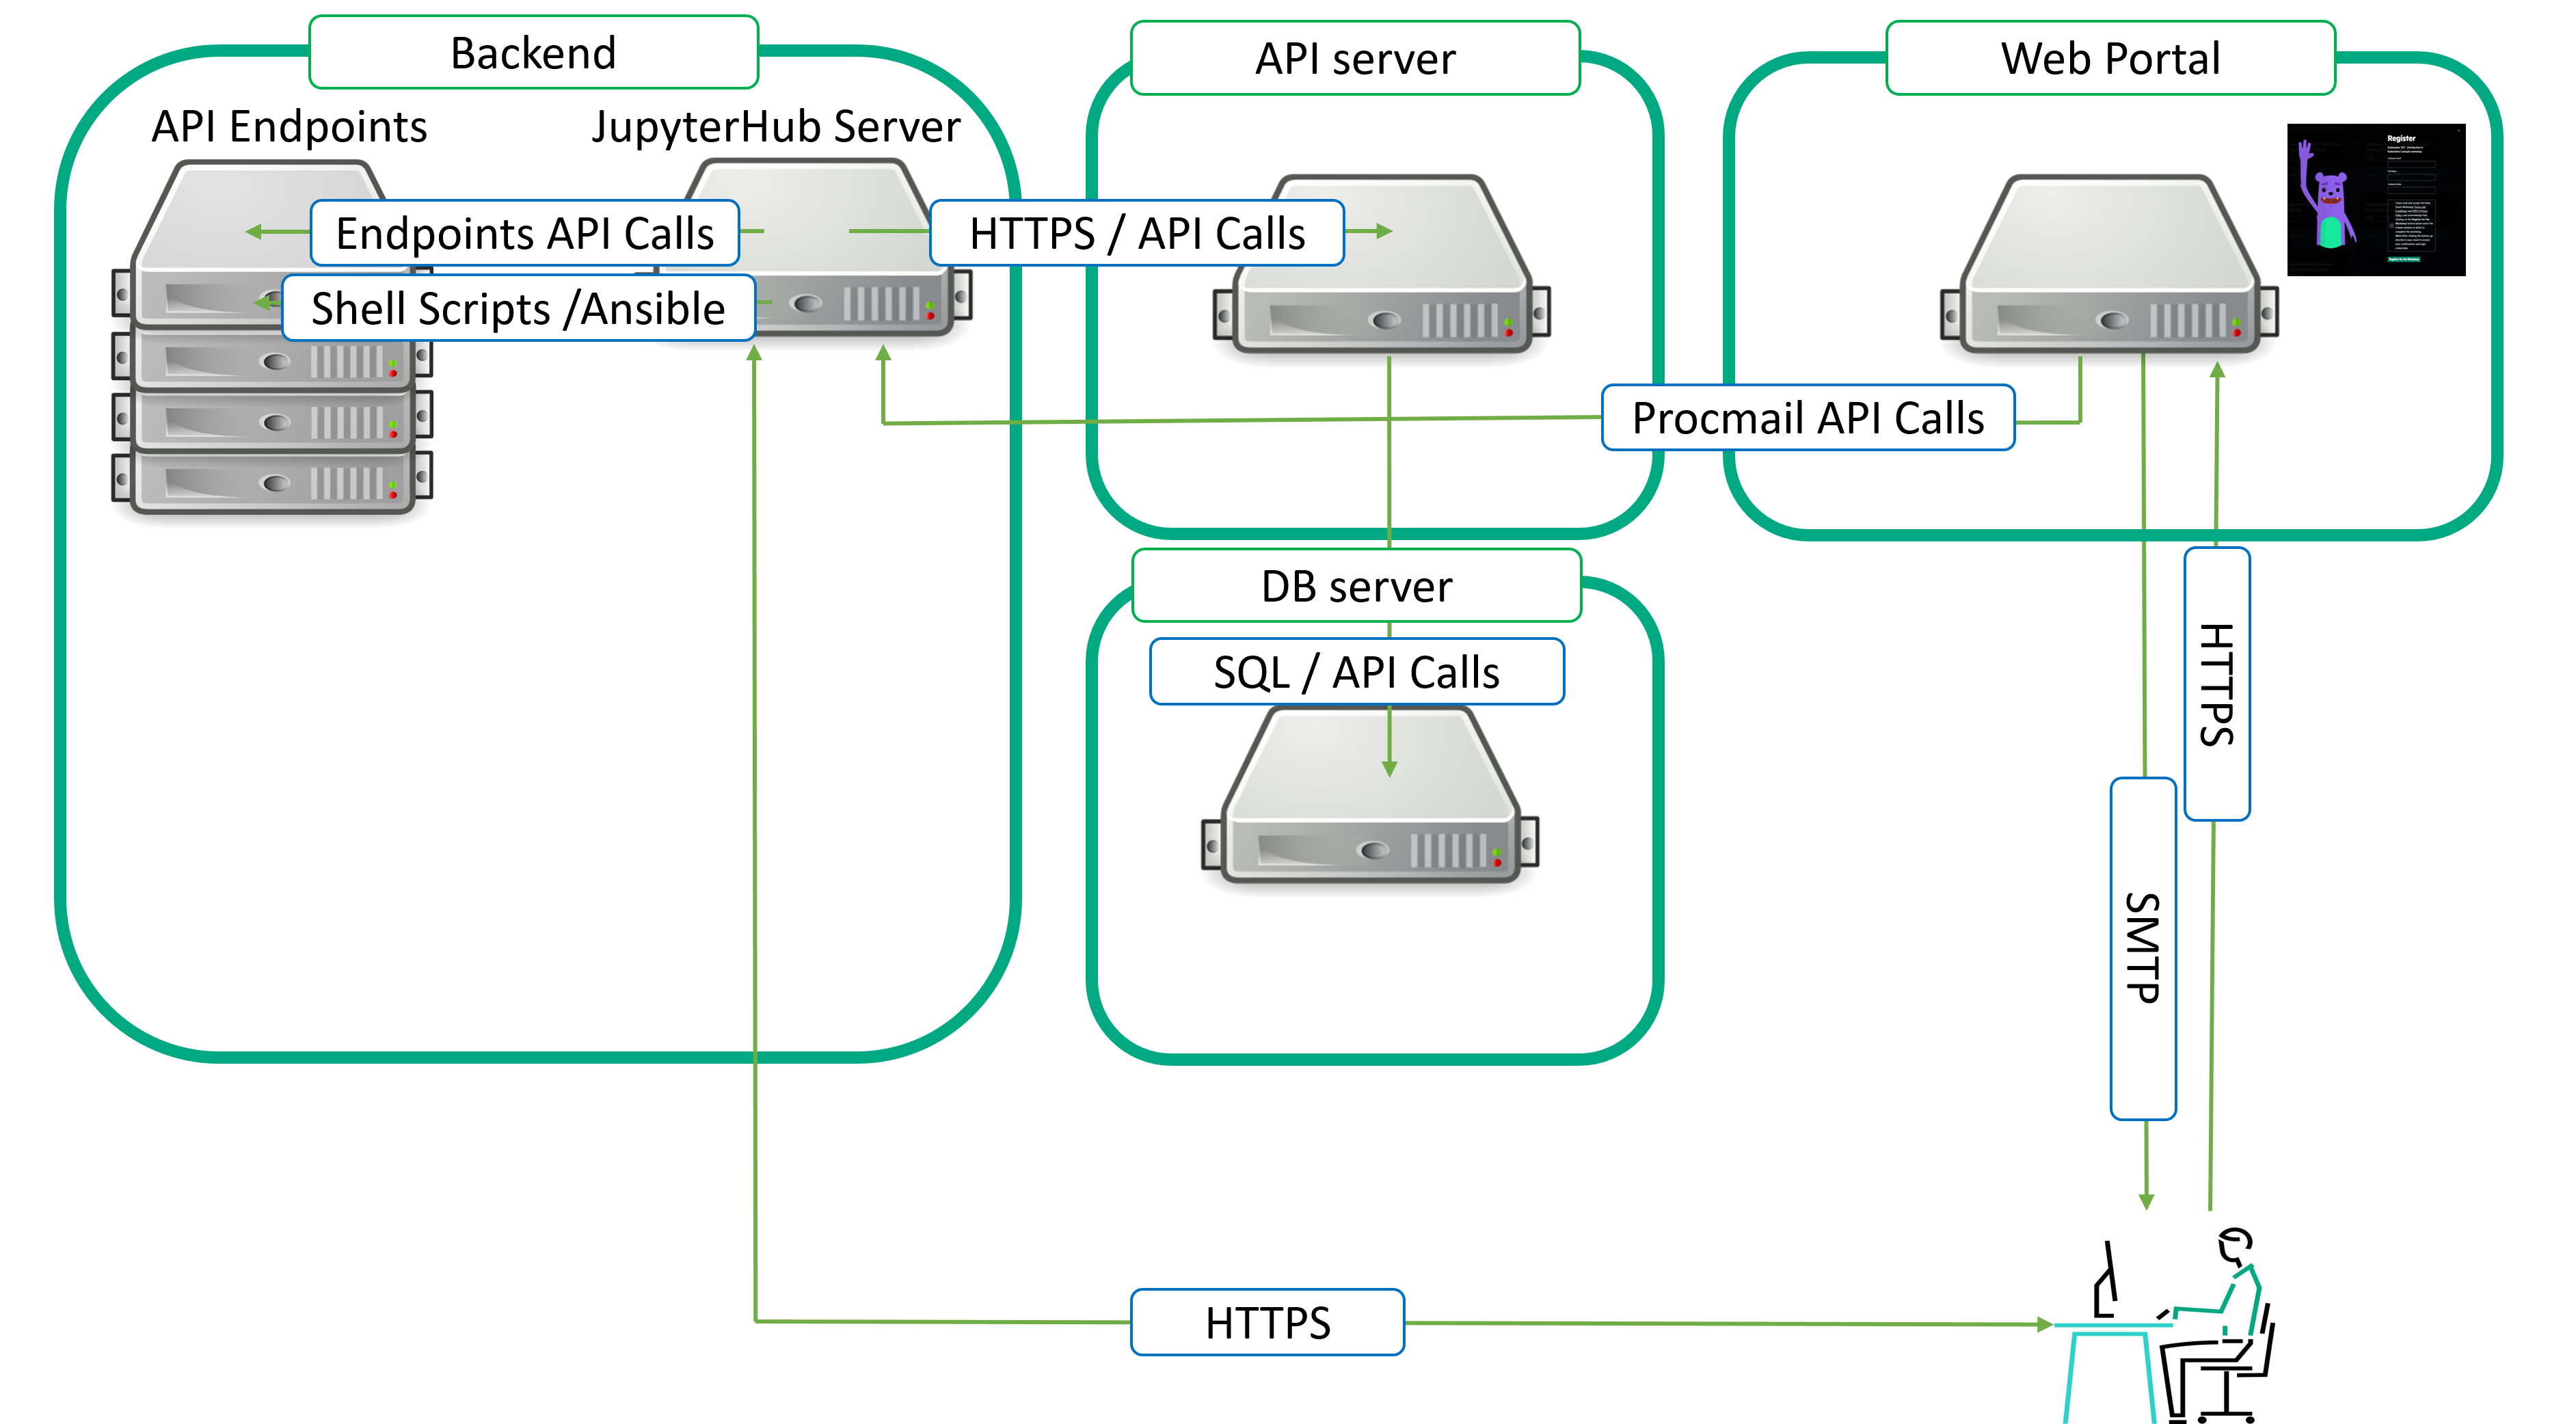 Backend
API server
Web Portal
API Endpoints
JupyterHub Server
Register
Endpoints API Calls
HTTPS / API Calls
Shell Scripts /Ansible
Procmail API Calls
DB server
SQL / API Calls
HTTPS
SMTP
HTTPS